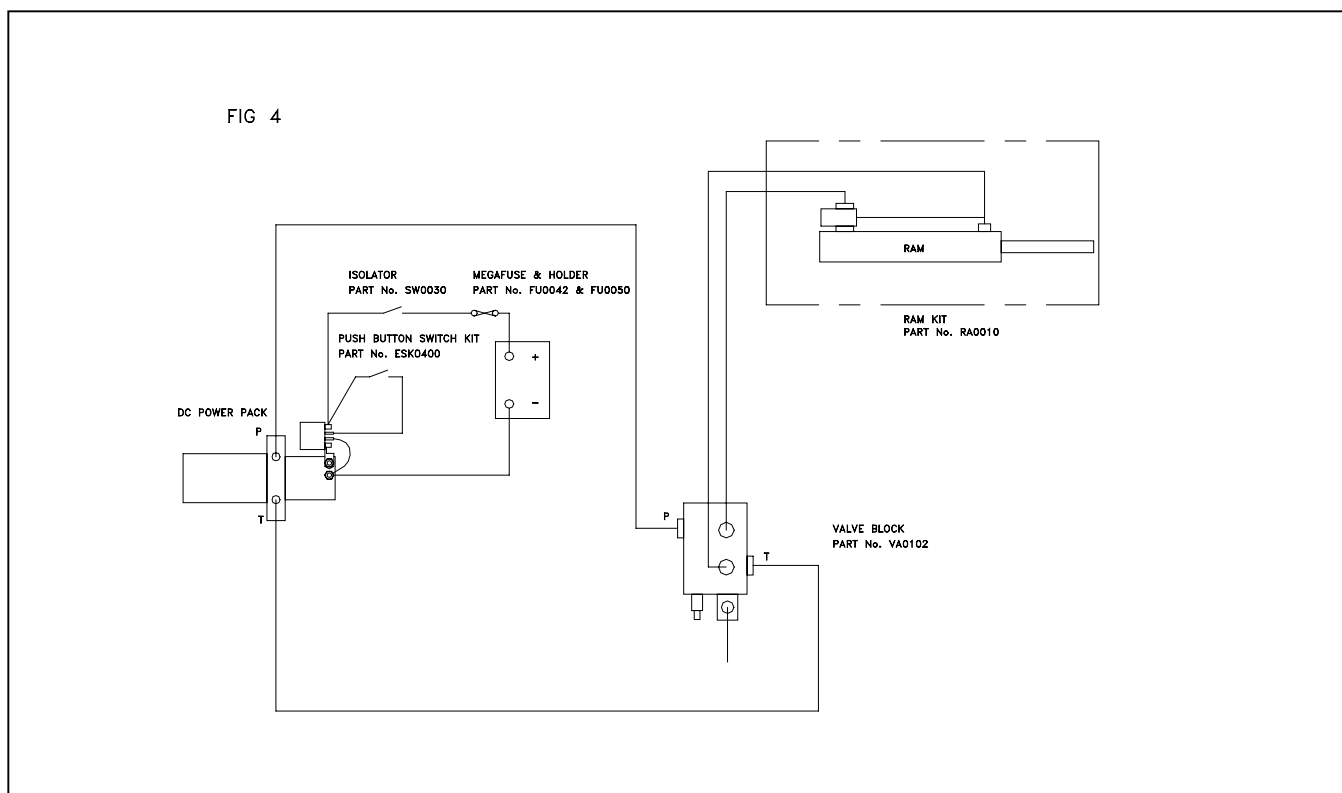 FIG 4
ISOLATOR
PART No. SW0030
MEGAFUSE & HOLDER
PART No. FU0042 & FU0050
PUSH BUTTON SWITCH KIT
PART No. ESK0400
+
-
DC POWER PACK
P
T
RAM
RAM KIT
PART No. RA0010
P
T
VALVE BLOCK
PART No. VA0102